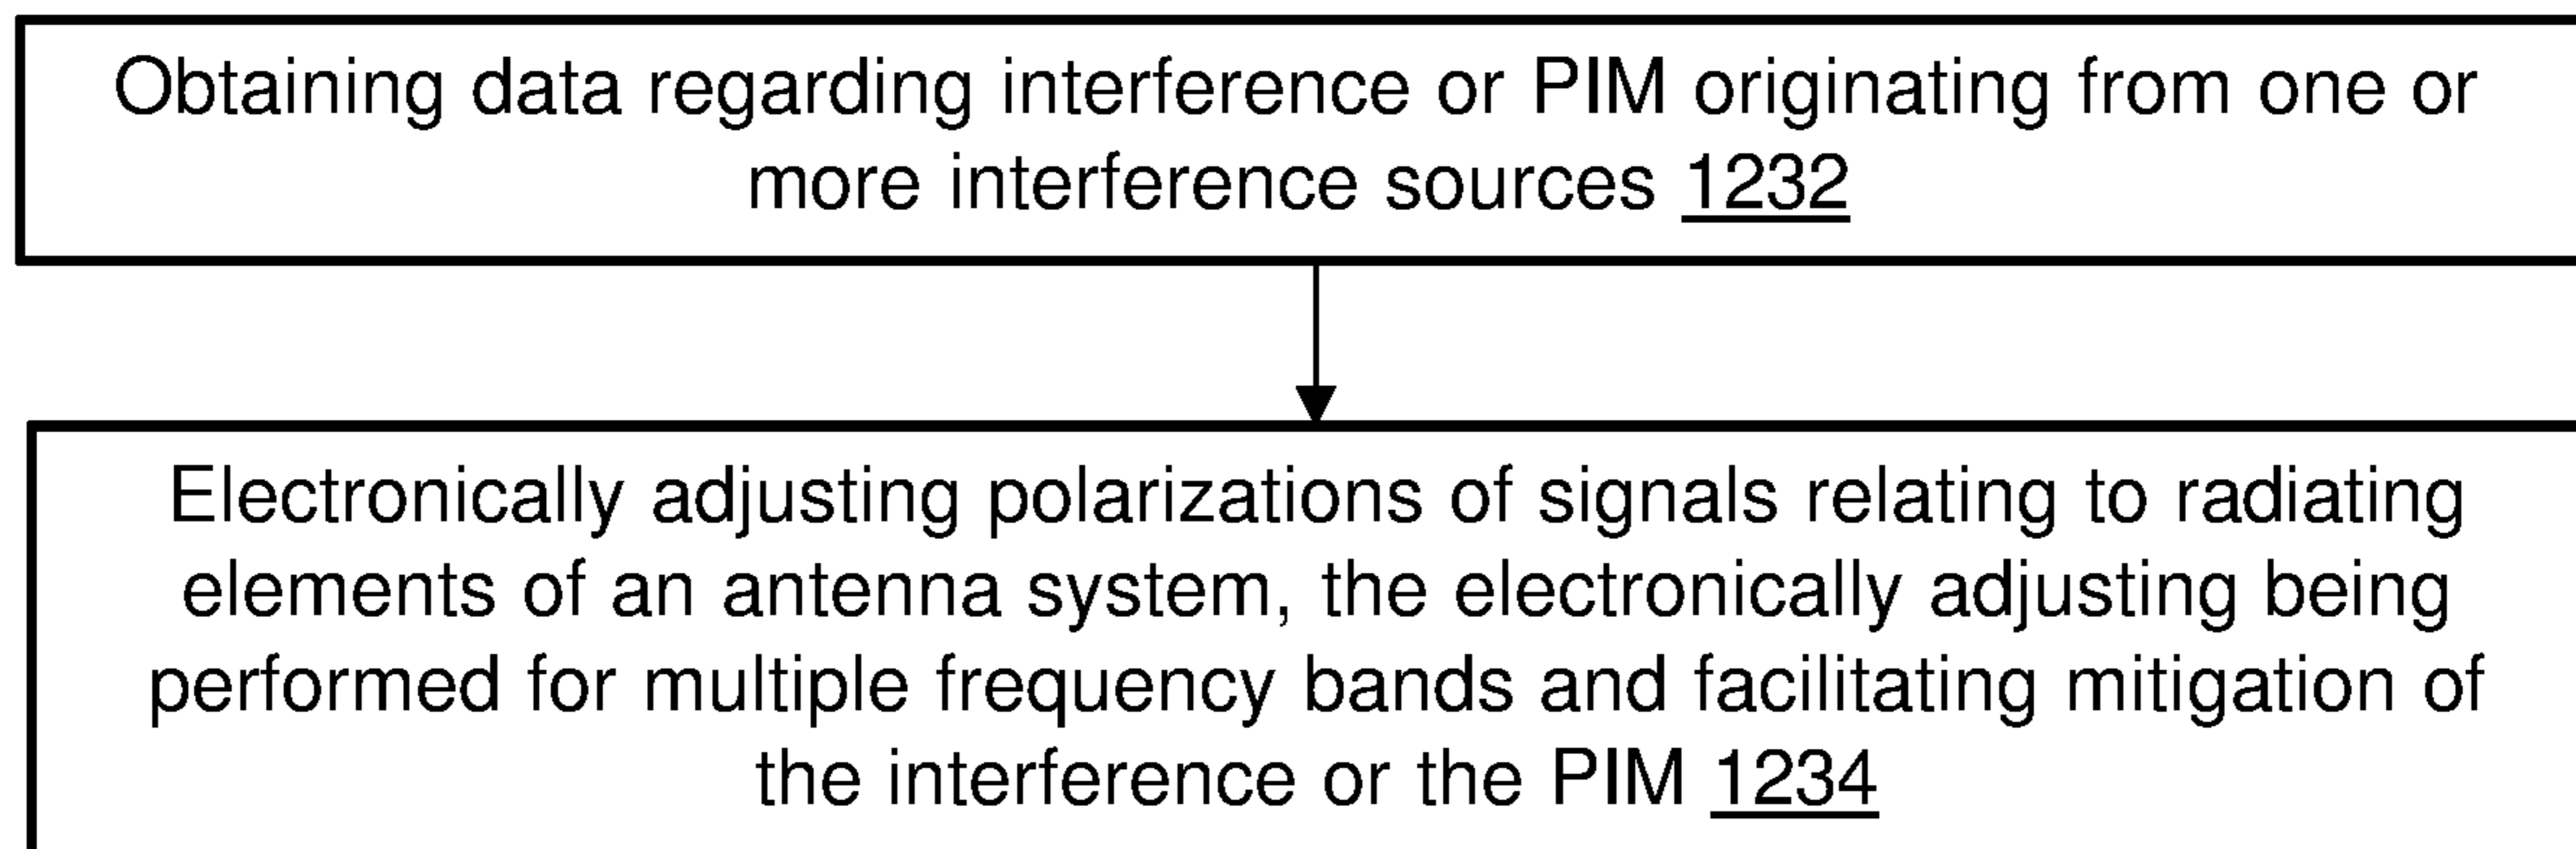 Obtaining data regarding interference or PIM originating from one or
more interference sources 1232
Electronically adjusting polarizations of signals relating to radiating
elements of an antenna system, the electronically adjusting being
performed for multiple frequency bands and facilitating mitigation of
the interference or the PIM 1234